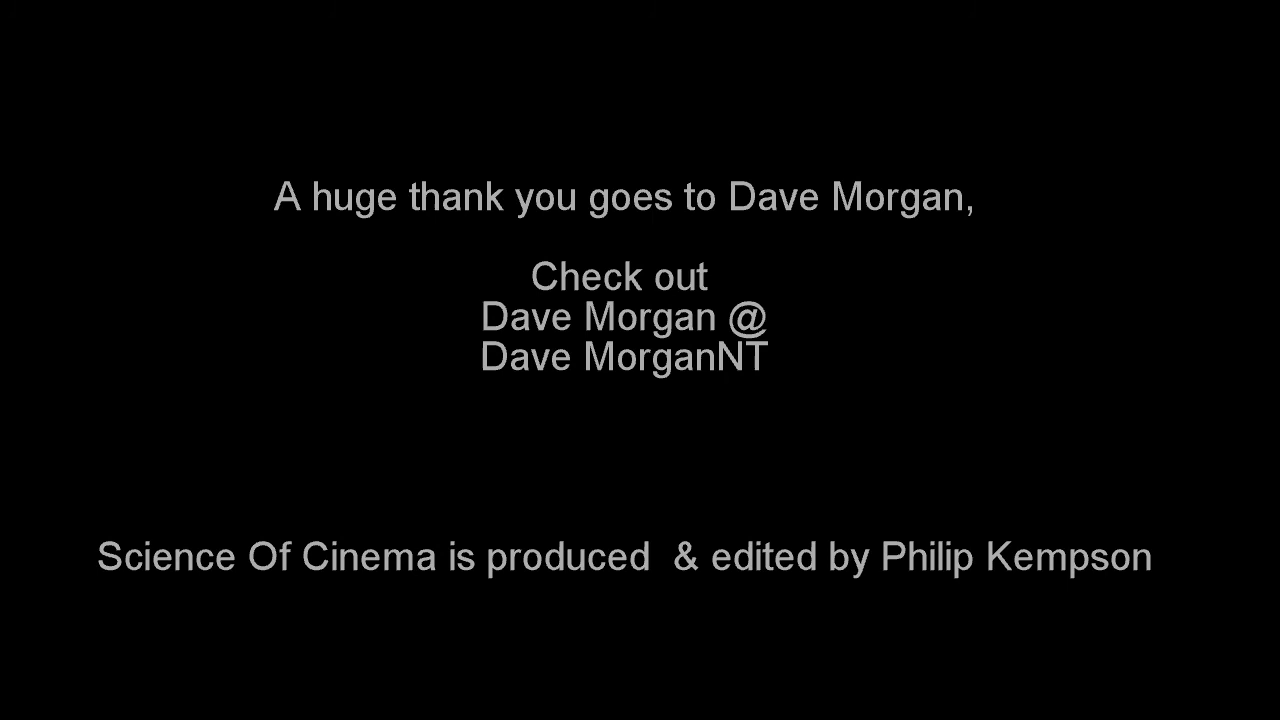 A huge thank you goes to Dave Morgan,
Check out
Dave Morgan @
Dave MorganNT
Science Of Cinema is produced  & edited by Philip Kempson